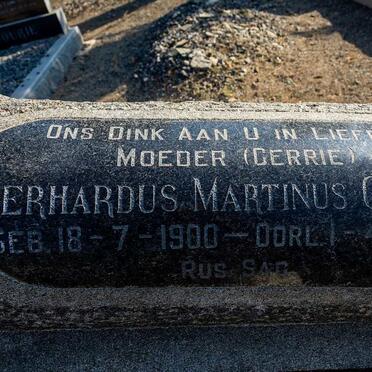 ONS DINK AAN U IN LIEF
MOEDER (GERRIE)
ERHARDUS MARTINUS
GEB. 18-7-1900 — OORL. 1-
RUS SAG